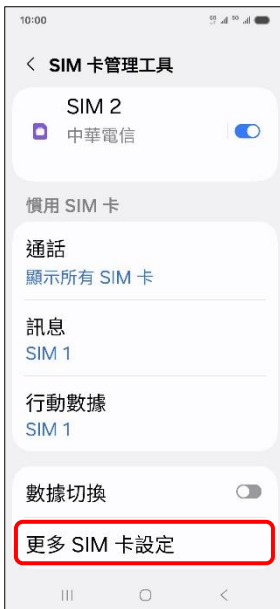 10:00
SIM 卡管理工具
SIM 2
中華電信
慣用 SIM 卡
通話
顯示所有 SIM 卡
訊息
SIM 1
行動數據
SIM 1
數據切換
更多 SIM 卡設定